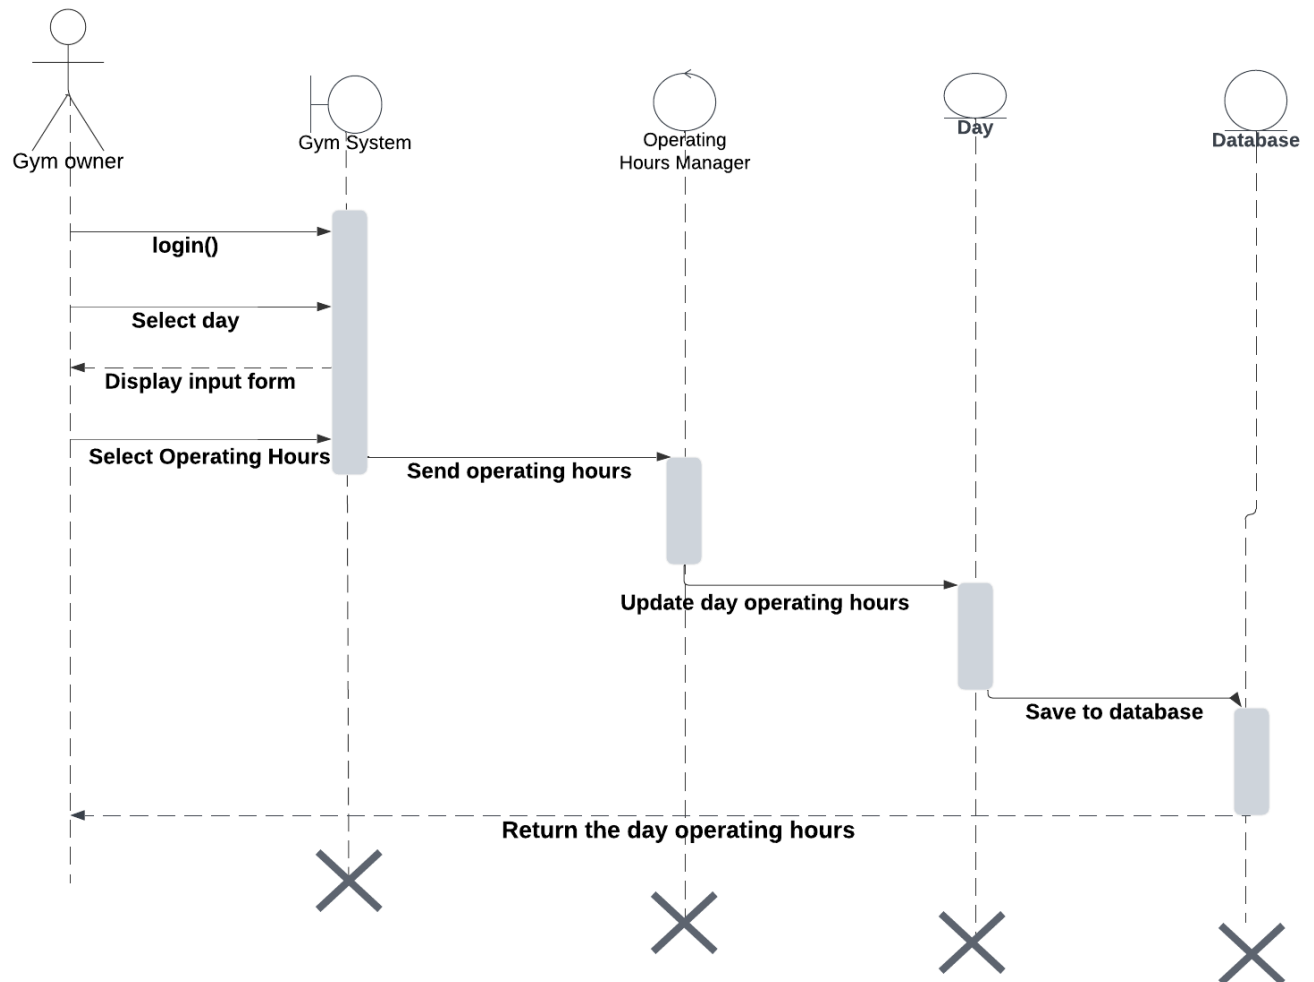 Gym owner
Gym System
Operating
Hours Manager
Day
Database
login()
Select day
Display input form
Select Operating Hours
Send operating hours
Update day operating hours
Save to database
Return the day operating hours